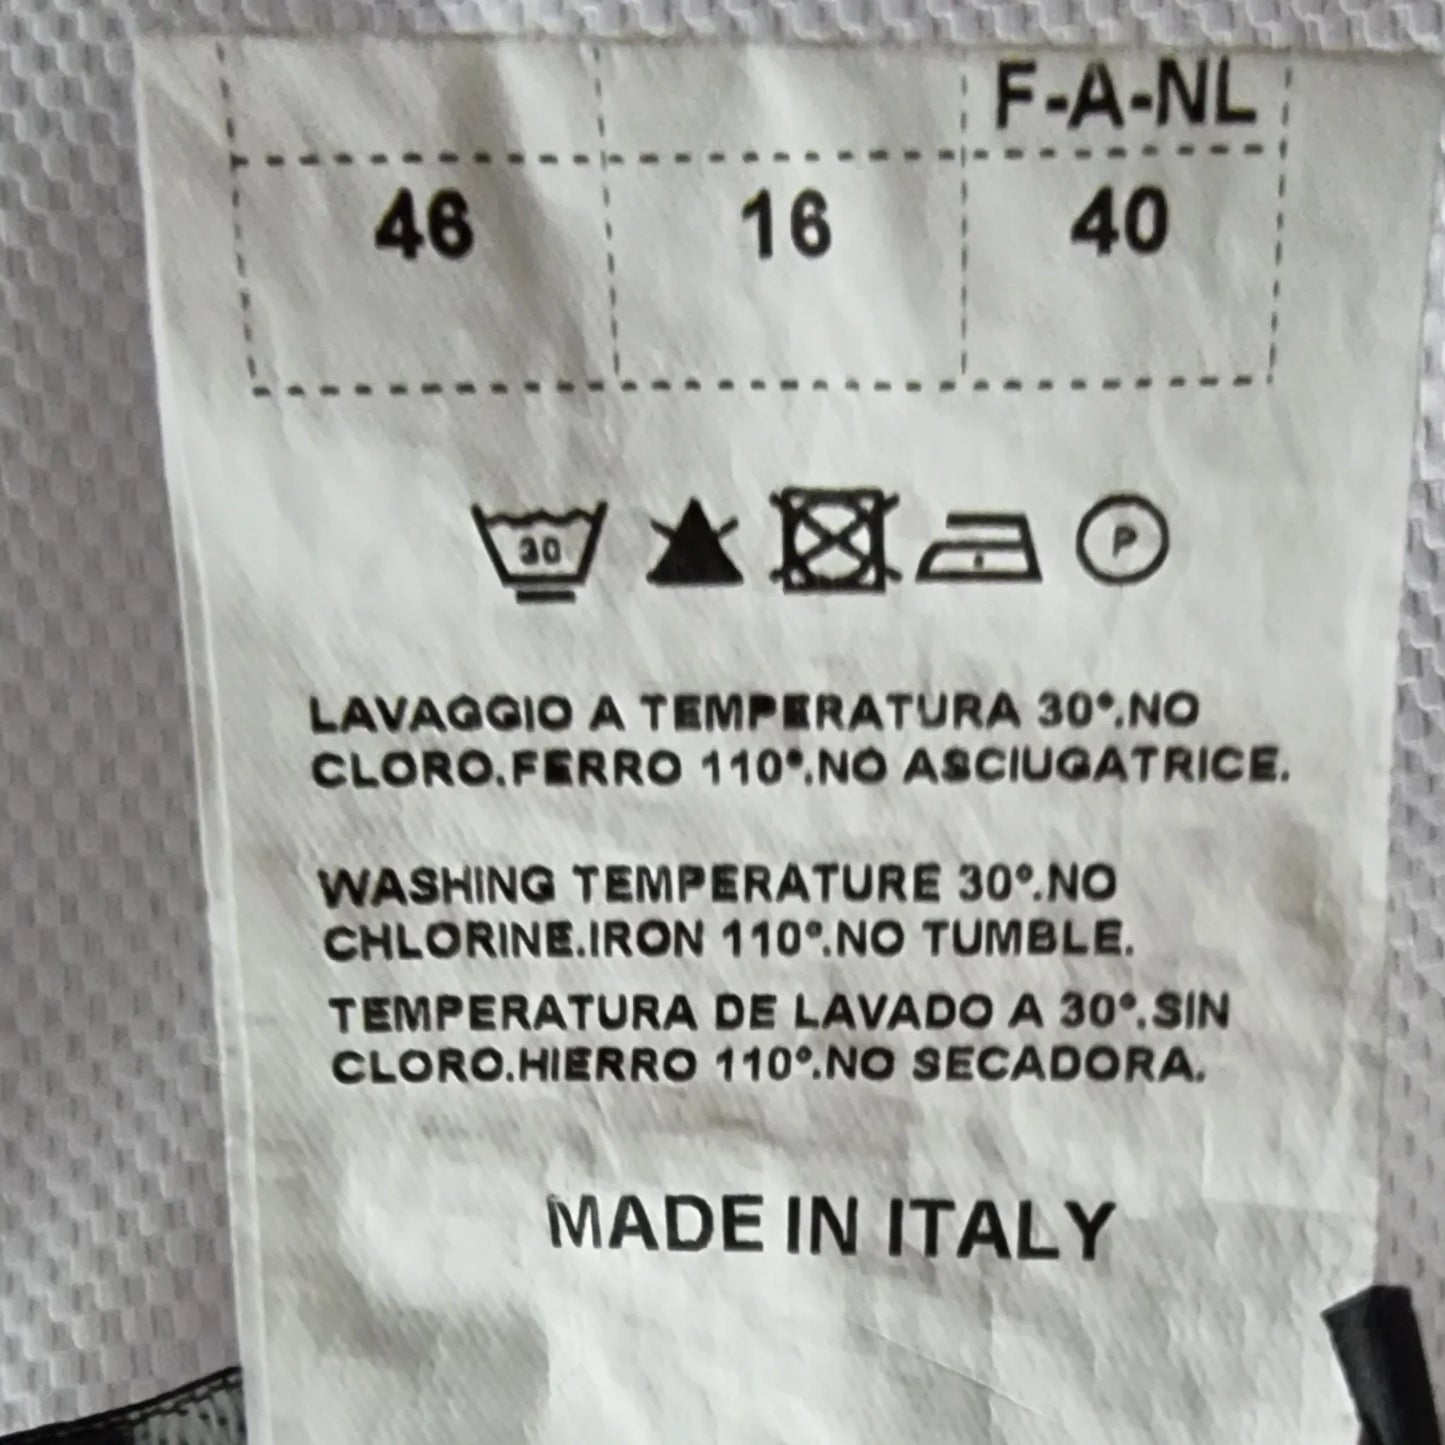 F-A-NL
46 16 40
30 P
LAVAGGIO A TEMPERATURA 30°.NO
CLORO.FERRO 110°.NO ASCIUGATRICE.
WASHING TEMPERATURE 30°.NO
CHLORINE.IRON 110°.NO TUMBLE.
TEMPERATURA DE LAVADO A 30°.SIN
CLORO.HIERRO 110°.NO SECADORA.
MADE IN ITALY